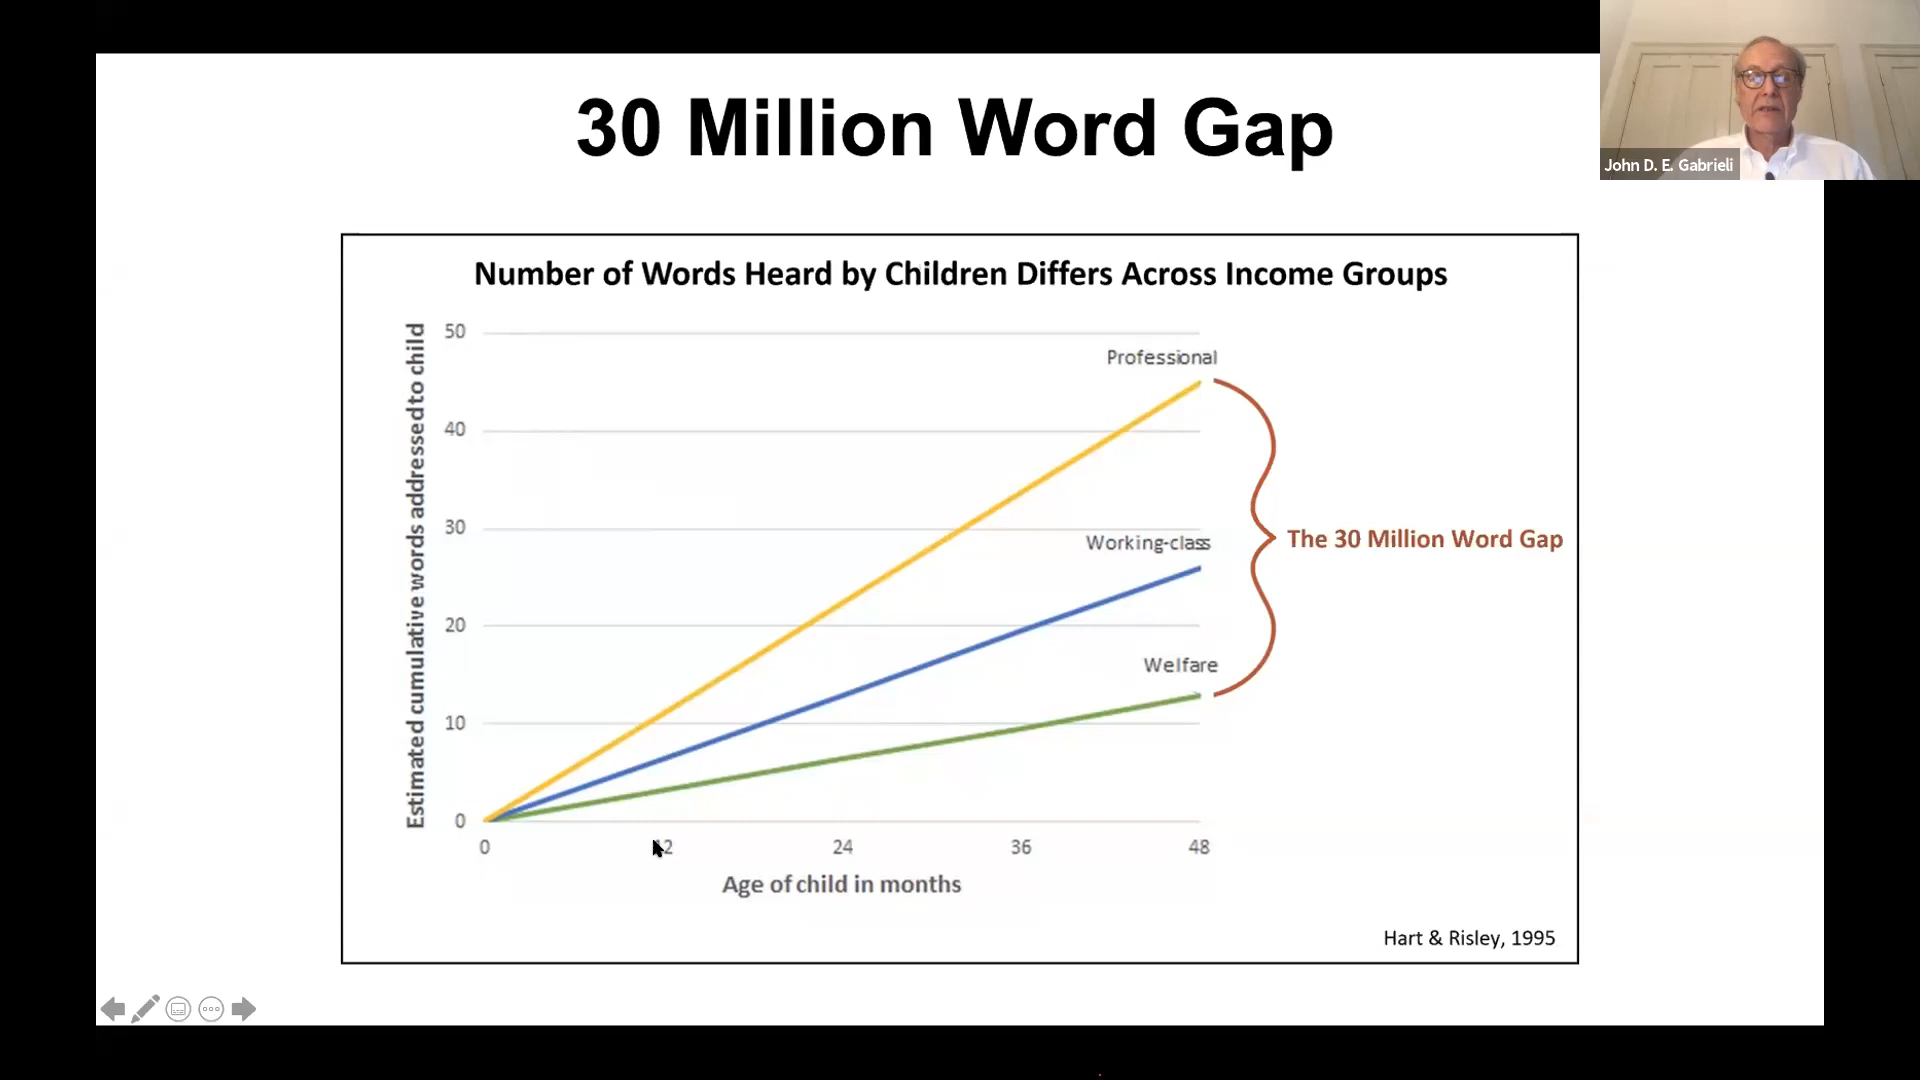 30 Million Word Gap
John D. E. Gabrieli
Number of Words Heard by Children Differs Across Income Groups
Estimated cumulative words addressed to child
50
40
30
20
10
0
Professional
Working-class
Welfare
The 30 Million Word Gap
0
24
36
48
Age of child in months
Hart & Risley, 1995